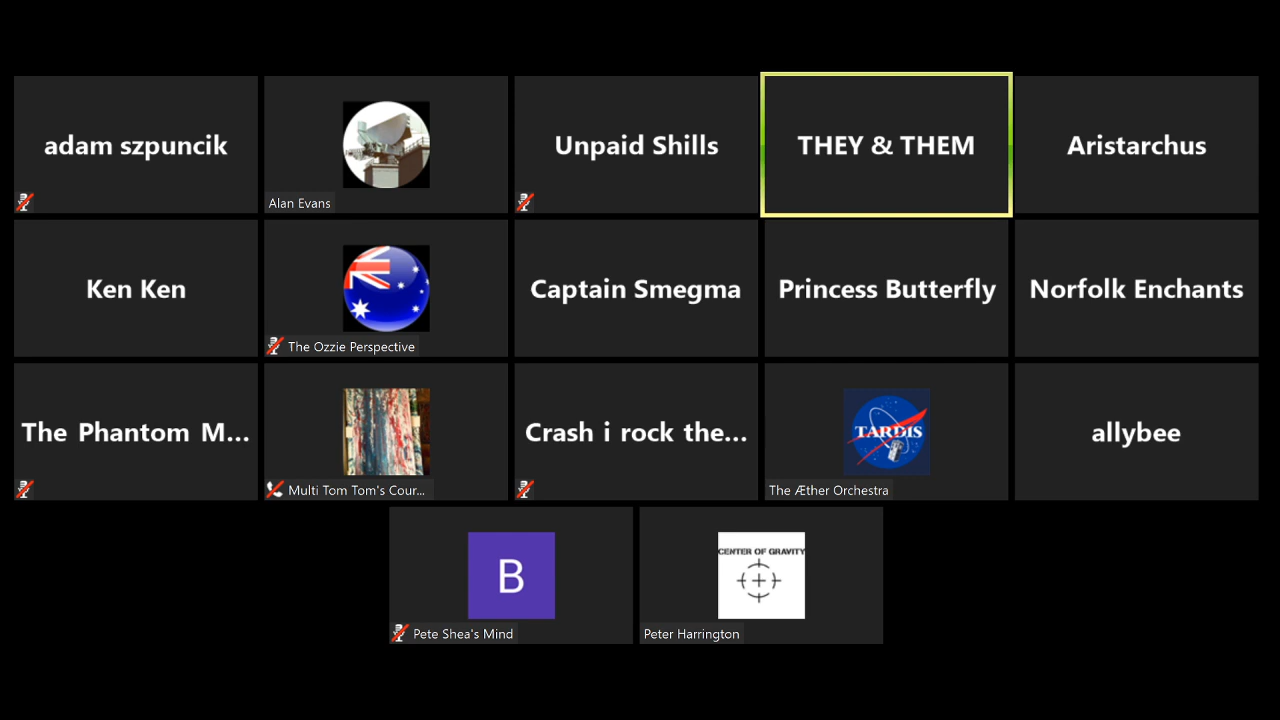 adam szpuncik
Alan Evans
Unpaid Shills
THEY & THEM
Aristarchus
Ken Ken
The Ozzie Perspective
Captain Smegma
Princess Butterfly
Norfolk Enchants
The Phantom M...
Multi Tom Tom's Cour...
Crash i rock the...
TARDIS
The Æther Orchestra
allybee
B
Pete Shea's Mind
CENTER OF GRAVITY
Peter Harrington